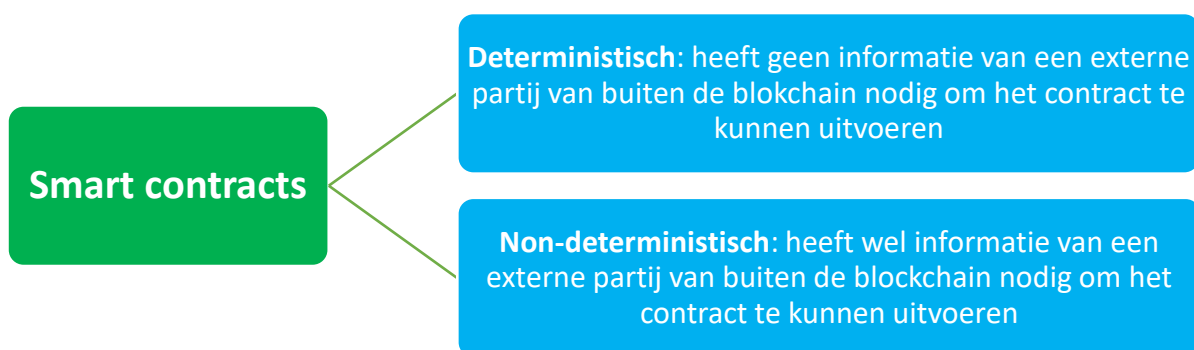 Smart contracts
Deterministisch: heeft geen informatie van een externe
partij van buiten de blokchain nodig om het contract te
kunnen uitvoeren
Non-deterministisch: heeft wel informatie van een
externe partij van buiten de blockchain nodig om het
contract te kunnen uitvoeren